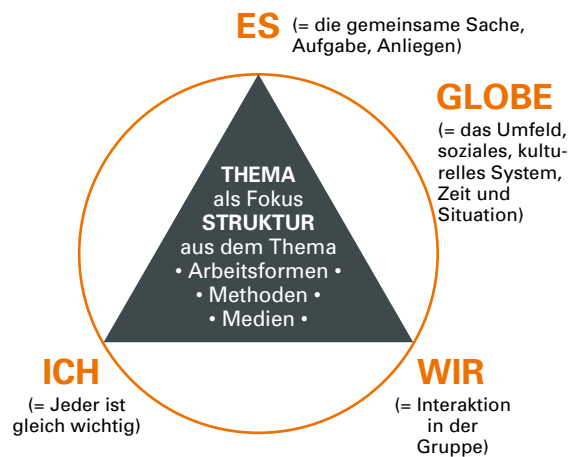 ES (= die gemeinsame Sache,
Aufgabe, Anliegen)
GLOBE
(= das Umfeld,
soziales, kultu-
relles System,
Zeit und
Situation)
THEMA
als Fokus
STRUKTUR
aus dem Thema
• Arbeitsformen •
• Methoden •
• Medien •
ICH
(= Jeder ist
gleich wichtig)
WIR
(= Interaktion
in der
Gruppe)